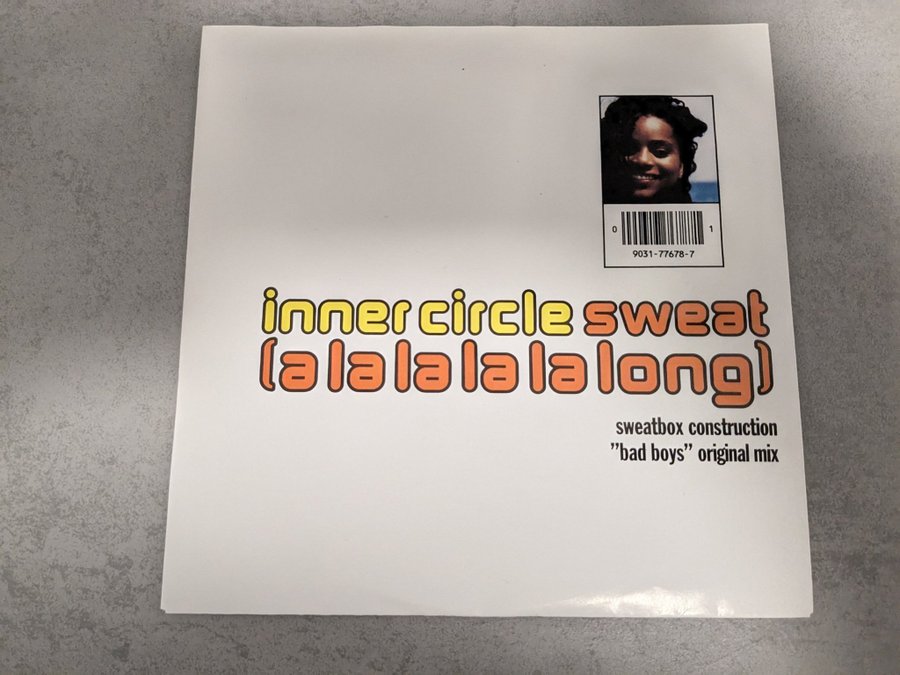 0 1
9031-77678-7
inner circle sweat
(a la la la la long)
sweatbox construction
”bad boys” original mix